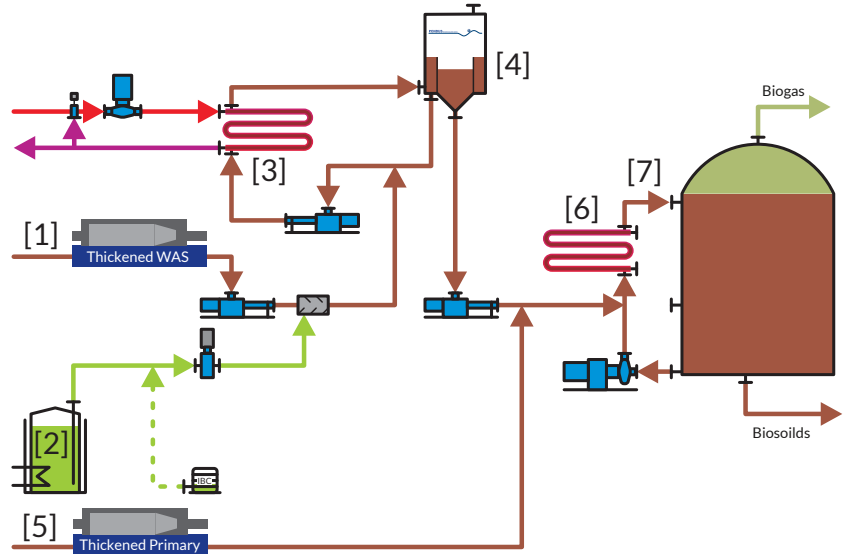 [4]
Biogas
[3]
[7]
[6]
[1]
Thickened WAS
[2]
IBC
Biosoilds
[5]
Thickened Primary